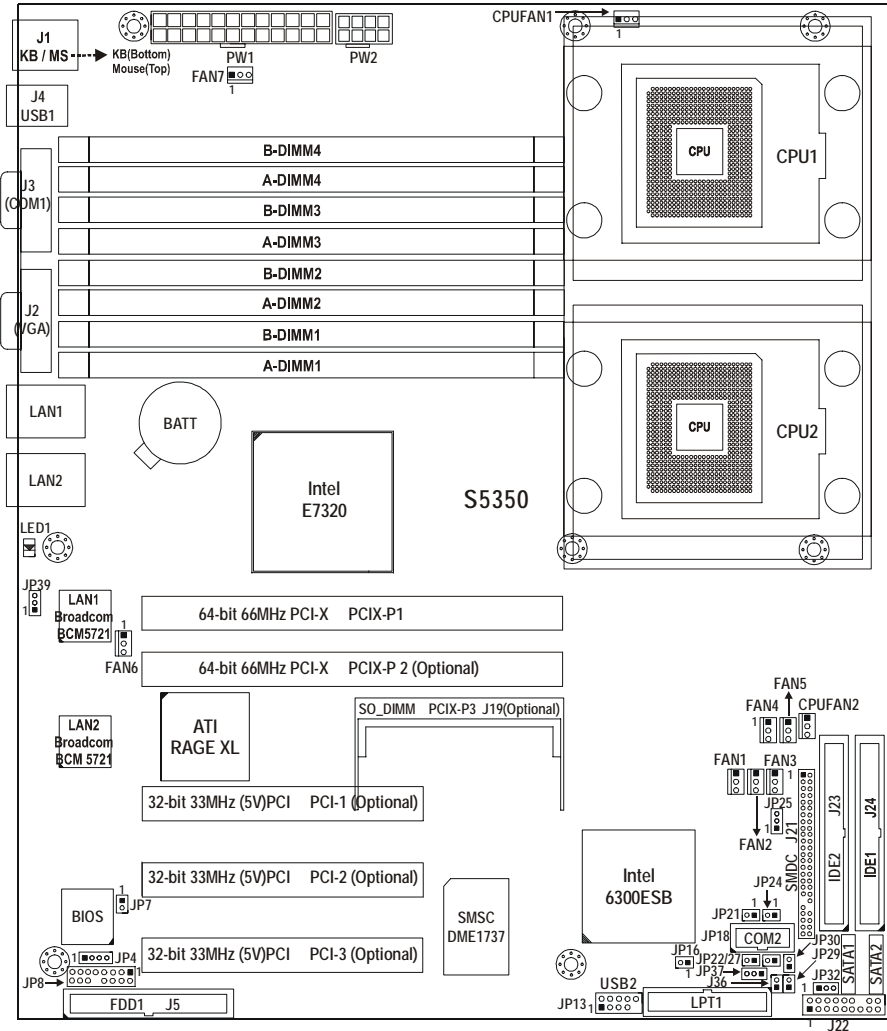 CPUFAN1
1
J1
KB / MS
KB(Bottom)
Mouse(Top)
PW1
PW2
FAN7
1
J4
USB1
J3
(COM1)
B-DIMM4
A-DIMM4
B-DIMM3
A-DIMM3
B-DIMM2
A-DIMM2
B-DIMM1
A-DIMM1
CPU
CPU1
J2
(VGA)
LAN1
BATT
CPU
CPU2
LAN2
Intel
E7320
S5350
LED1
JP39
1
LAN1
Broadcom
BCM5721
1
FAN6
64-bit 66MHz PCI-X PCIX-P1
64-bit 66MHz PCI-X PCIX-P 2 (Optional)
LAN2
Broadcom
BCM 5721
ATI
RAGE XL
SO_DIMM PCIX-P3 J19(Optional)
FAN5
FAN4
CPUFAN2
1
FAN1
FAN3
1
JP25
1
FAN2
J21
SMDC
J23
IDE2
J24
IDE1
32-bit 33MHz (5V)PCI PCI-1 (Optional)
32-bit 33MHz (5V)PCI PCI-2 (Optional)
32-bit 33MHz (5V)PCI PCI-3 (Optional)
BIOS
1
JP7
1
JP4
1
JP8
FDD1 J5
SMSC
DME1737
Intel
6300ESB
JP24
JP21
1
1
JP18
COM2
JP16
1
JP22/27
JP37
J36
JP30
JP29
JP32
1
SATA1
SATA2
USB2
JP13
1
LPT1
1
J22